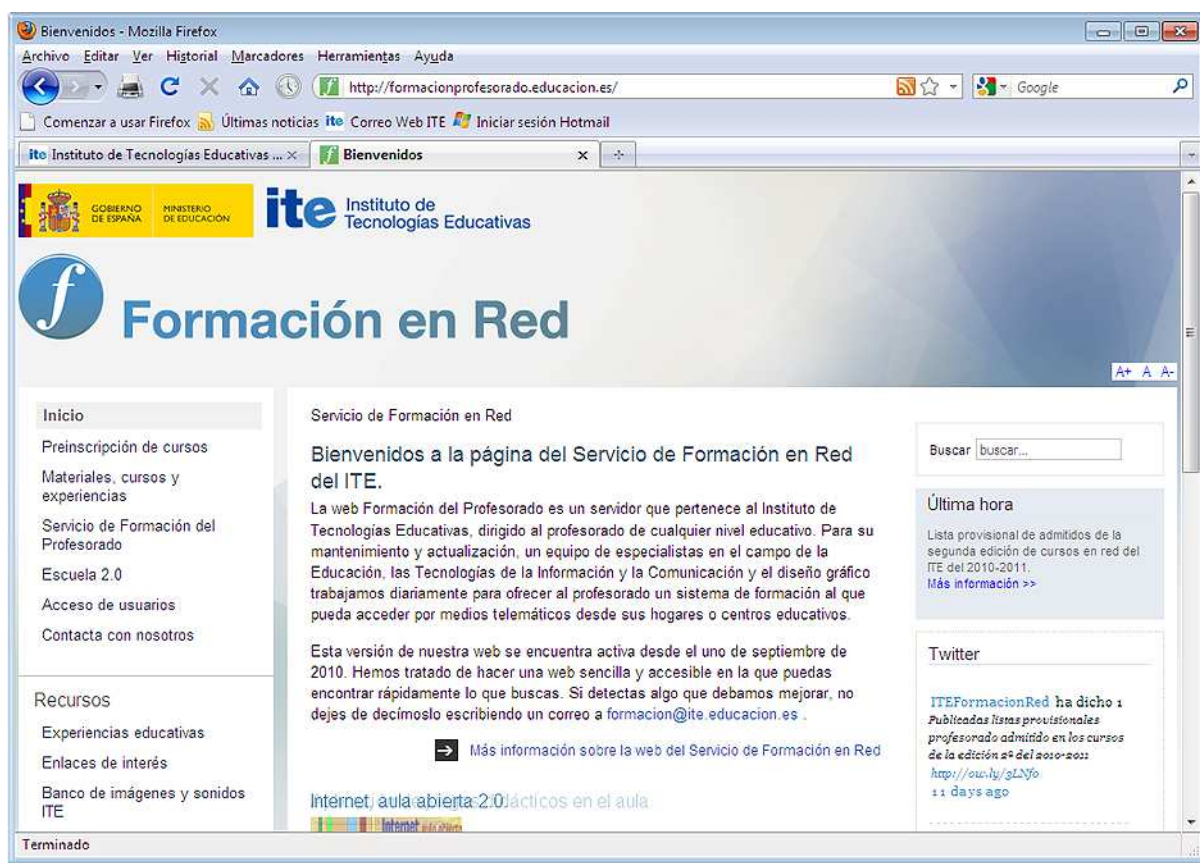 Bienvenidos - Mozilla Firefox
Archivo Editar Ver Historial Marcadores Herramientas Ayuda
http://formacionprofesorado.educacion.es/
Google
Comenzar a usar Firefox Últimas noticias ite Correo Web ITE Iniciar sesión Hotmail
ite Instituto de Tecnologías Educativas ...
Bienvenidos
GOBIERNO DE ESPAÑA
MINISTERIO DE EDUCACIÓN
ite Instituto de
Tecnologías Educativas
f Formación en Red
A+ A A-
Inicio
Preinscripción de cursos
Materiales, cursos y
experiencias
Servicio de Formación del
Profesorado
Escuela 2.0
Acceso de usuarios
Contacta con nosotros
Recursos
Experiencias educativas
Enlaces de interés
Banco de imágenes y sonidos
ITE
Servicio de Formación en Red
Bienvenidos a la página del Servicio de Formación en Red
del ITE.
La web Formación del Profesorado es un servidor que pertenece al Instituto de
Tecnologías Educativas, dirigido al profesorado de cualquier nivel educativo. Para su
mantenimiento y actualización, un equipo de especialistas en el campo de la
Educación, las Tecnologías de la Información y la Comunicación y el diseño gráfico
trabajamos diariamente para ofrecer al profesorado un sistema de formación al que
pueda acceder por medios telemáticos desde sus hogares o centros educativos.
Esta versión de nuestra web se encuentra activa desde el uno de septiembre de
2010. Hemos tratado de hacer una web sencilla y accesible en la que puedas
encontrar rápidamente lo que buscas. Si detectas algo que debamos mejorar, no
dejes de decírnoslo escribiendo un correo a formacion@ite.educacion.es .
Más información sobre la web del Servicio de Formación en Red
Internet, aula abierta 2.0.
dácticos en el aula
Internet aula abierta
Buscar buscar...
Última hora
Lista provisional de admitidos de la
segunda edición de cursos en red del
ITE del 2010-2011.
Más información >>
Twitter
ITEFormacionRed ha dicho 1
Publicadas listas provisionales
profesorado admitido en los cursos
de la edición 2ª del 2010-2011
http://ow.ly/3LNfo
11 days ago
Terminado